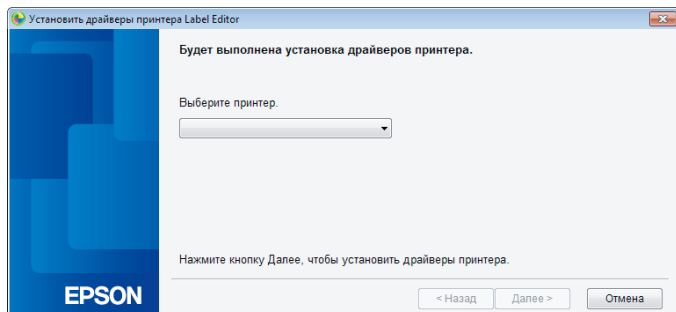 Установить драйверы принтера Label Editor
Будет выполнена установка драйверов принтера.
Выберите принтер.
Нажмите кнопку Далее, чтобы установить драйверы принтера.
EPSON
< Назад
Далее >
Отмена